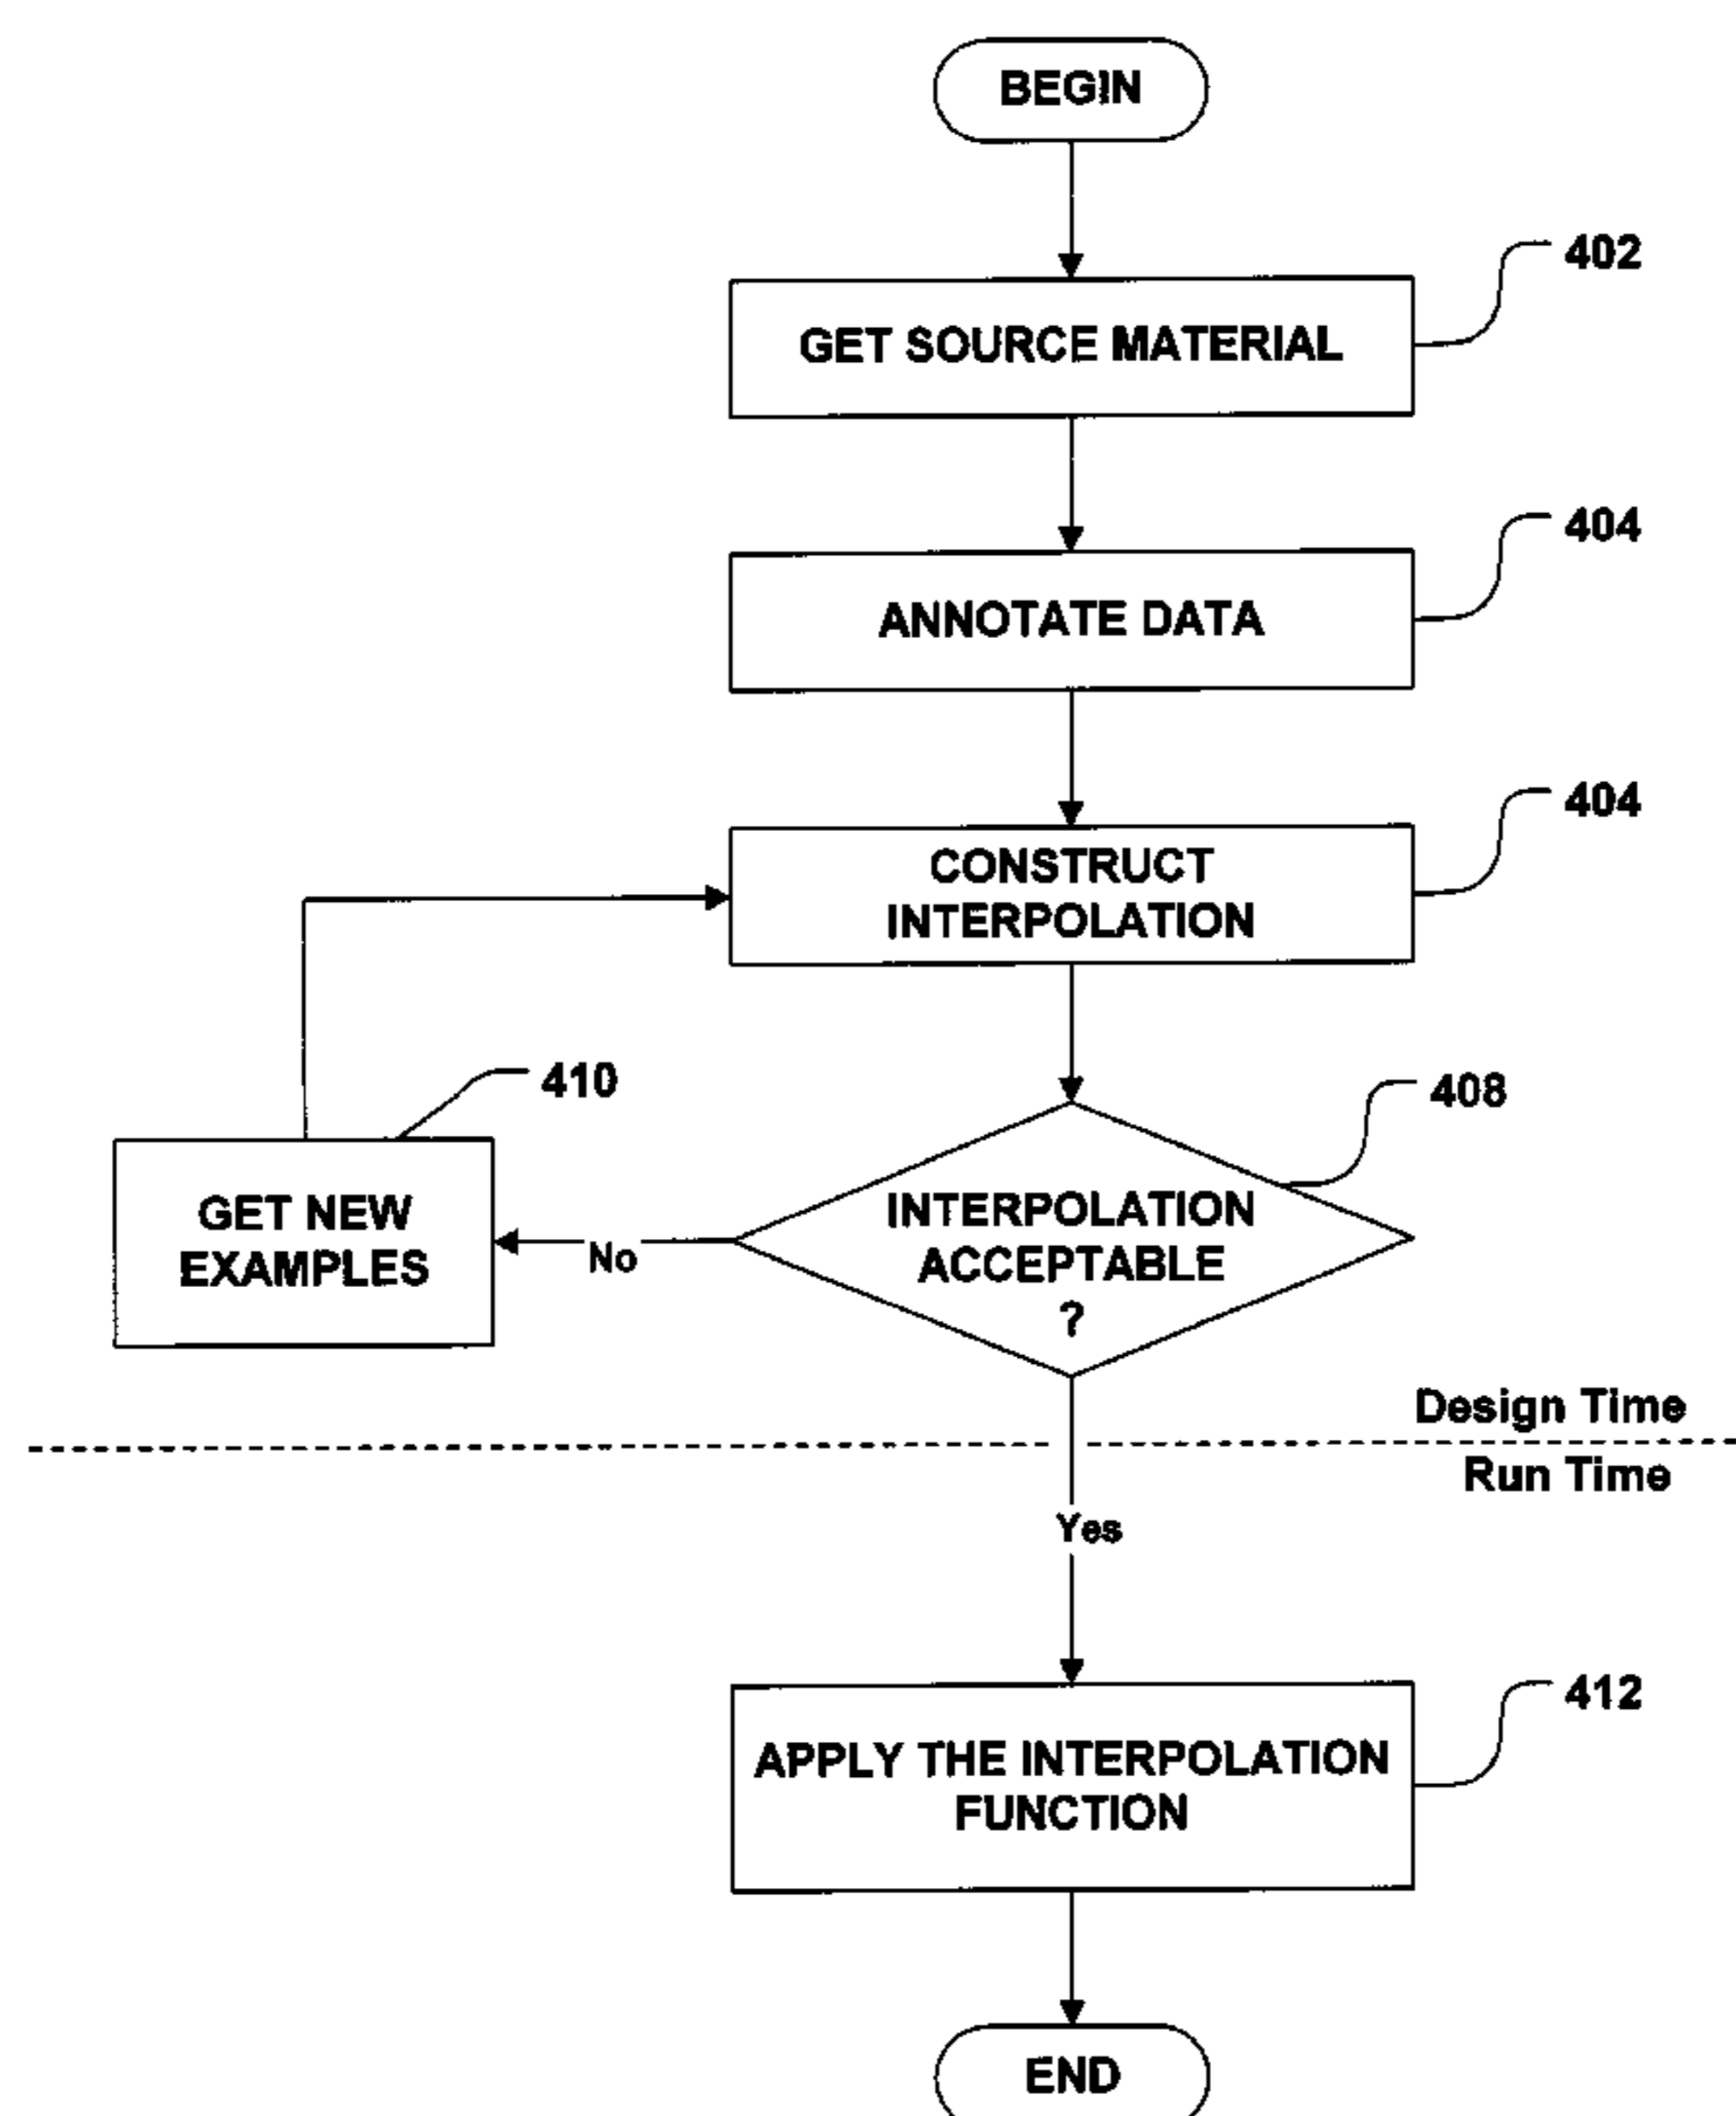 BEGIN
402
GET SOURCE MATERIAL
404
ANNOTATE DATA
404
CONSTRUCT
INTERPOLATION
410
408
GET NEW
EXAMPLES
No
INTERPOLATION
ACCEPTABLE
?
Design Time
Run Time
Yes
412
APPLY THE INTERPOLATION
FUNCTION
END